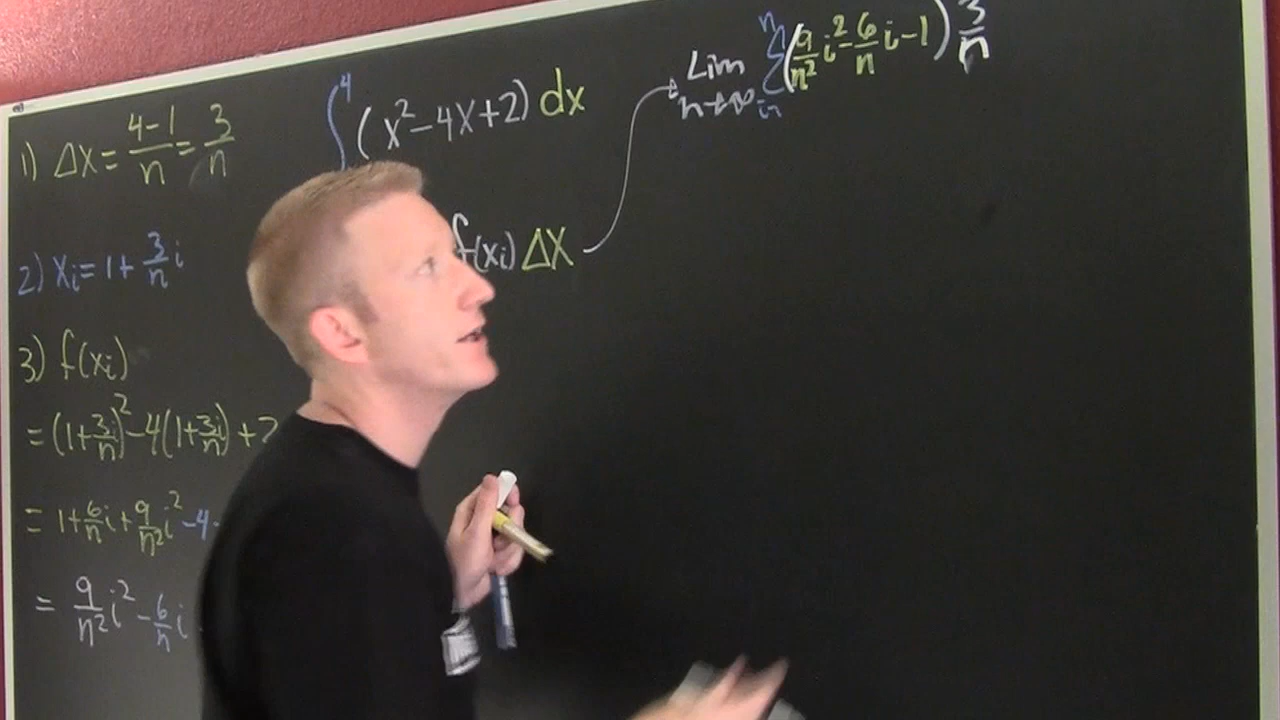 1) Δx = 4-1/n = 3/n
2) xᵢ = 1 + 3/n i
3) f(xᵢ)
= (1 + 3i/n)² - 4(1 + 3i/n) + 2
= 1 + 6/n i + 9/n² i² - 4 -
= 9/n² i² - 6/n i
∫⁴ (x² - 4x + 2) dx
f(xᵢ) Δx
Lim n→∞ Σ n (9/n² i² - 6/n i - 1) 3/n